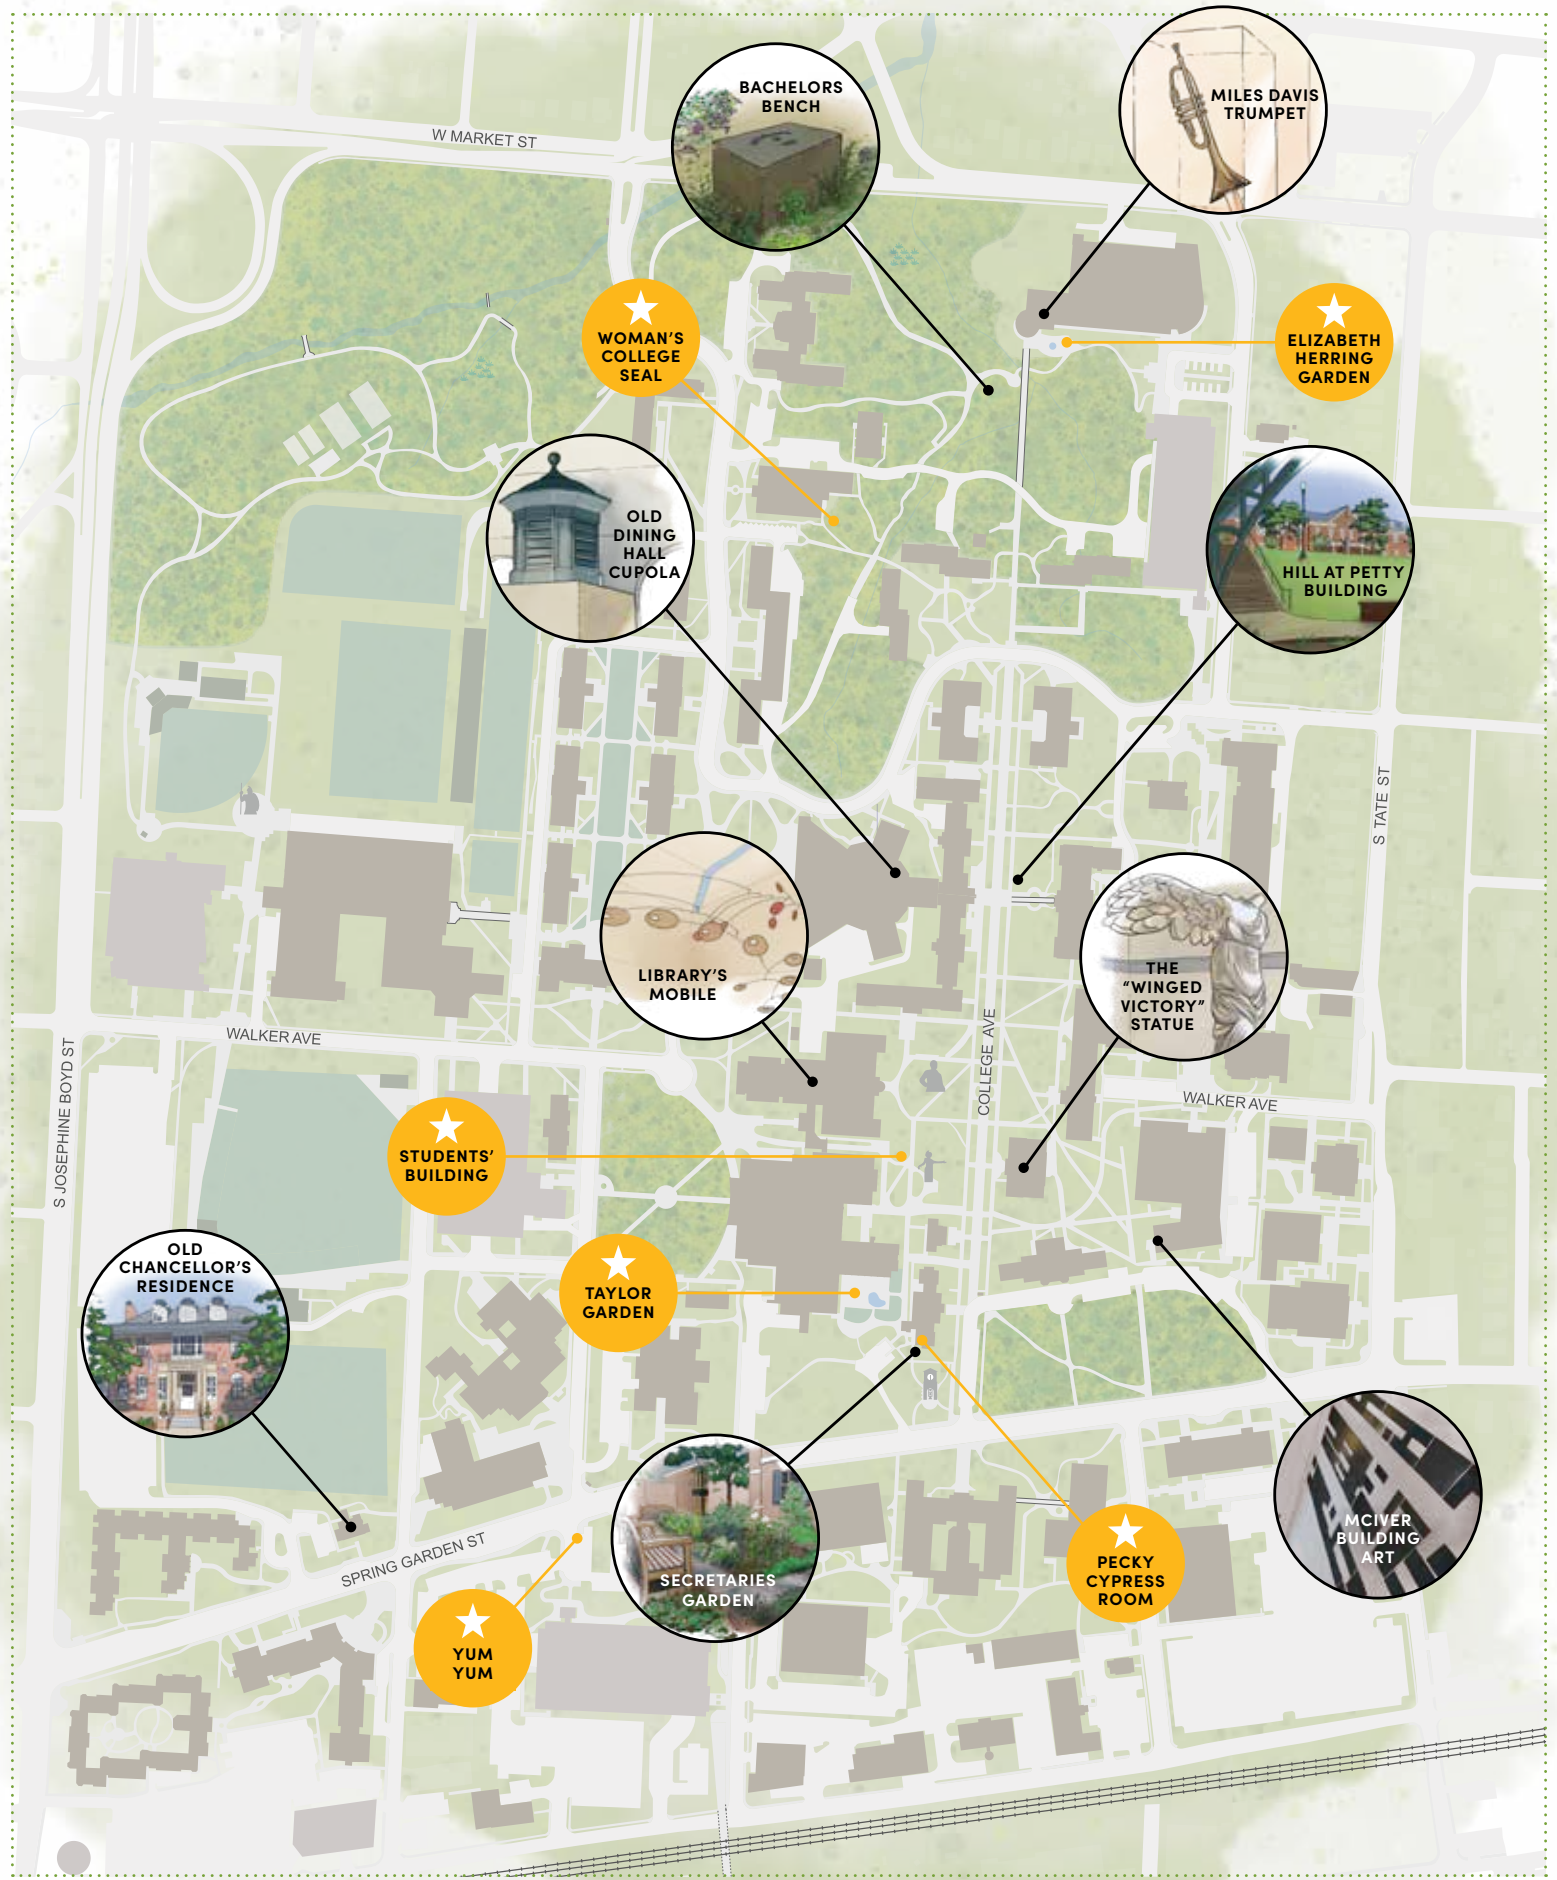 BACHELORS
BENCH
MILES DAVIS
TRUMPET
W MARKET ST
WOMAN'S
COLLEGE
SEAL
ELIZABETH
HERRING
GARDEN
OLD
DINING
HALL
CUPOLA
HILL AT PETTY
BUILDING
S TATE ST
LIBRARY'S
MOBILE
THE
“WINGED
VICTORY”
STATUE
WALKER AVE
COLLEGE AVE
S JOSEPHINE BOYD ST
WALKER AVE
STUDENTS'
BUILDING
OLD
CHANCELLOR'S
RESIDENCE
TAYLOR
GARDEN
MCIVER
BUILDING
ART
SPRING GARDEN ST
SECRETARIES
GARDEN
PECKY
CYPRESS
ROOM
YUM
YUM